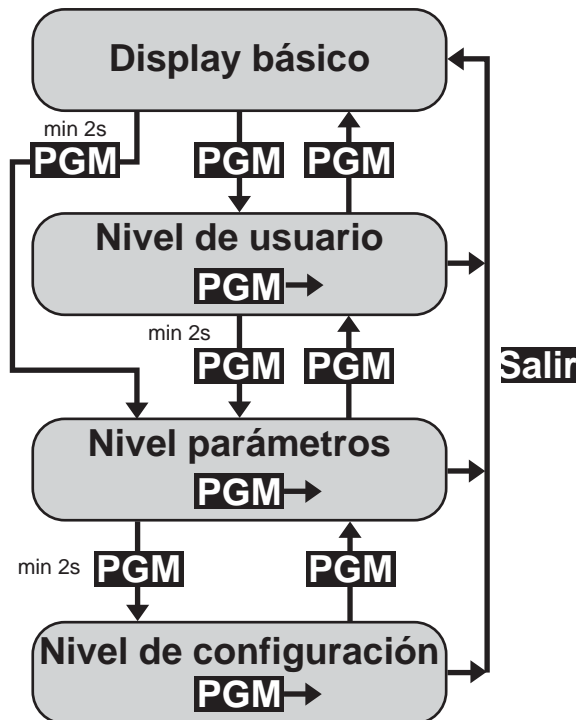 Display básico
min 2s
PGM PGM PGM
Nivel de usuario
PGM
min 2s
PGM PGM
Salir
Nivel parámetros
PGM
min 2s PGM PGM
Nivel de configuración
PGM